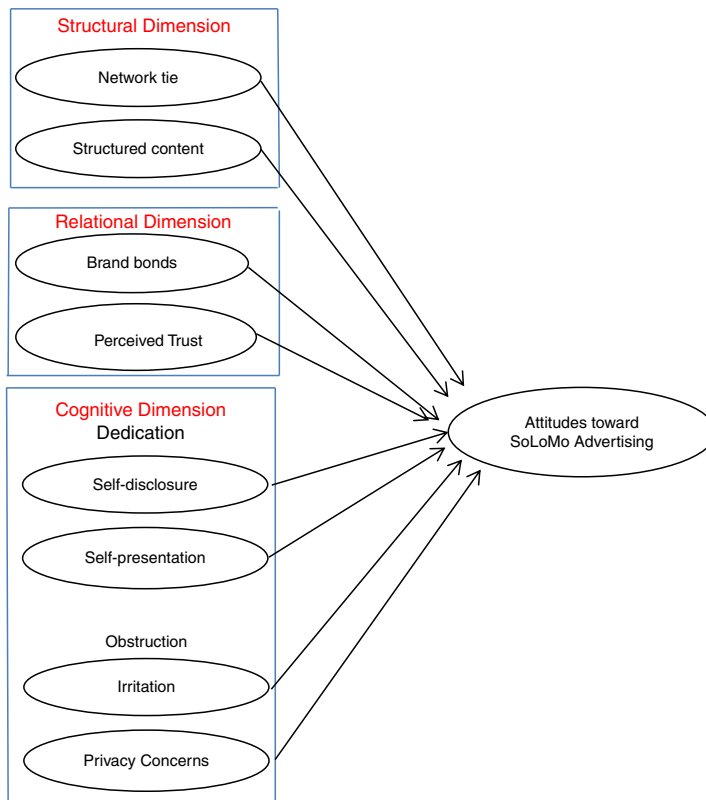 Structural Dimension
Network tie
Structured content
Relational Dimension
Brand bonds
Perceived Trust
Cognitive Dimension
Dedication
Self-disclosure
Self-presentation
Obstruction
Irritation
Privacy Concerns
Attitudes toward
SoLoMo Advertising